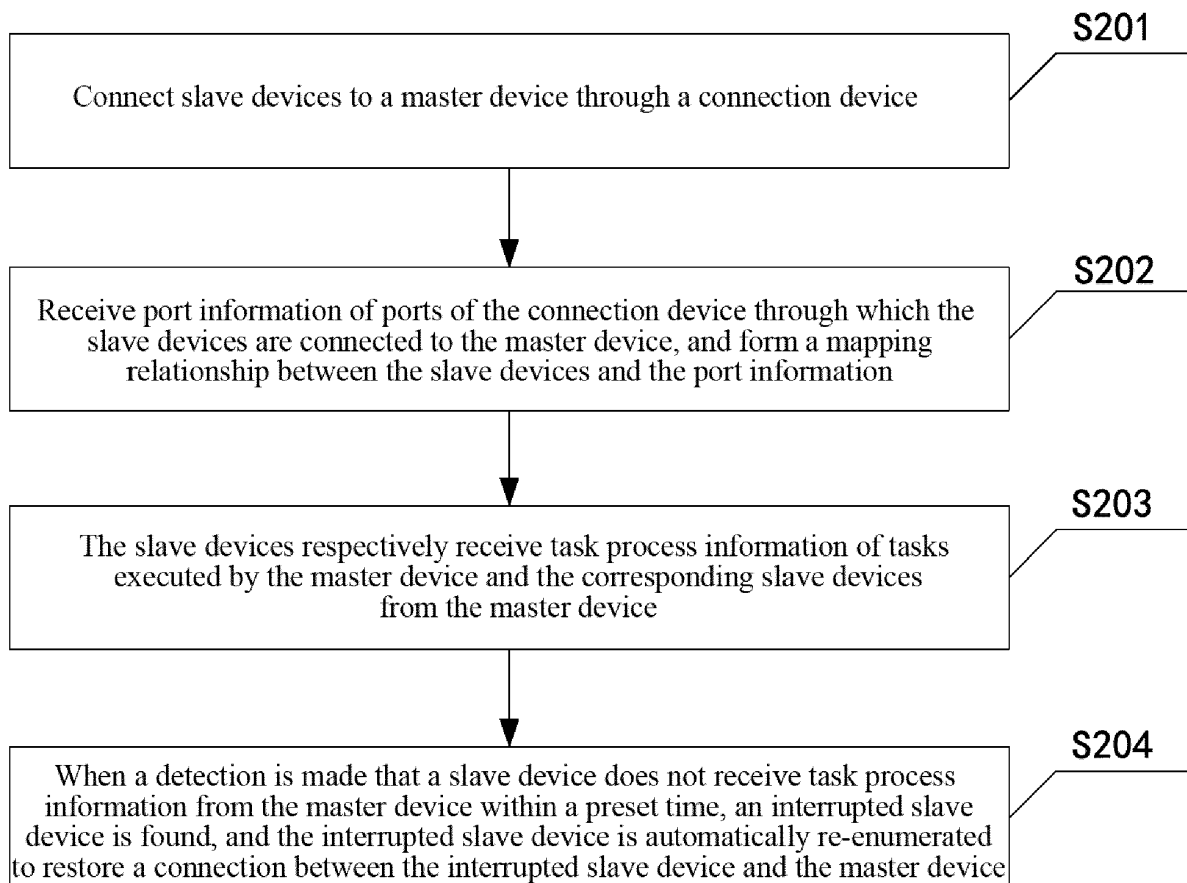 S201
Connect slave devices to a master device through a connection device
S202
Receive port information of ports of the connection device through which the
slave devices are connected to the master device, and form a mapping
relationship between the slave devices and the port information
S203
The slave devices respectively receive task process information of tasks
executed by the master device and the corresponding slave devices
from the master device
S204
When a detection is made that a slave device does not receive task process
information from the master device within a preset time, an interrupted slave
device is found, and the interrupted slave device is automatically re-enumerated
to restore a connection between the interrupted slave device and the master device